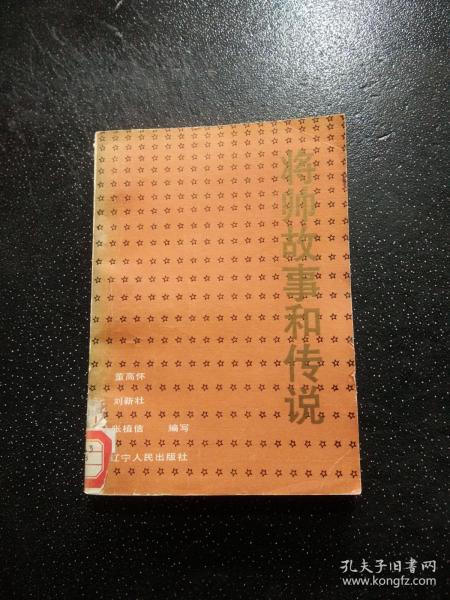 将帅故事和传说
董高怀
刘新社
张植信 编写
辽宁人民出版社
孔夫子旧书网
www.kongfz.com